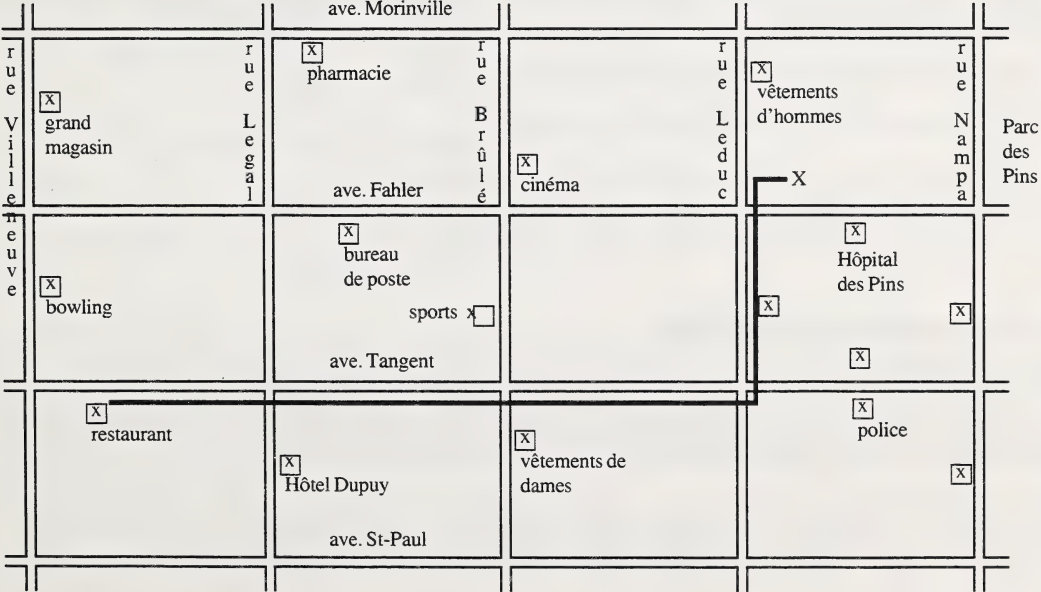 ave. Morinville
rue Villeneuve
rue Legal
rue Brûlé
rue Leduc
rue Nampa
X
grand
magasin
X
pharmacie
ave. Fahler
X
cinéma
X
vêtements
d'hommes
X
Parc
des
Pins
X
bowling
X
bureau
de poste
sports x
ave. Tangent
X
Hôpital
des Pins
X
X
X
X
restaurant
X
Hôtel Dupuy
ave. St-Paul
X
vêtements de
dames
X
police
X